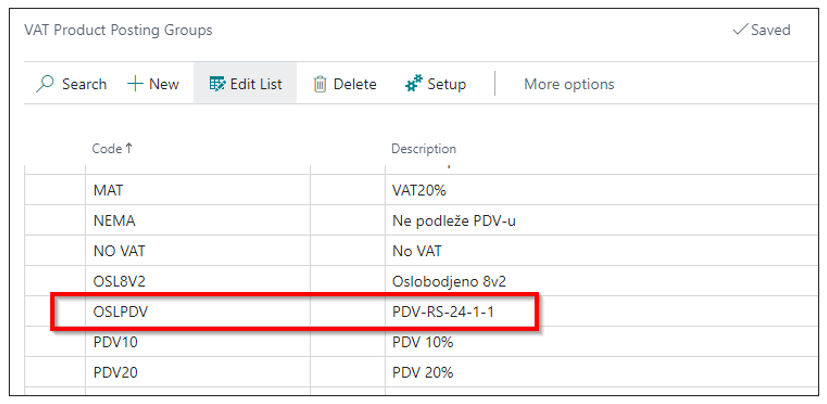 VAT Product Posting Groups
Saved
Search New Edit List Delete Setup More options
Code↑ Description
MAT VAT20%
NEMA Ne podleže PDV-u
NO VAT No VAT
OSL8V2 Oslobodjeno 8v2
OSLPDV PDV-RS-24-1-1
PDV10 PDV 10%
PDV20 PDV 20%